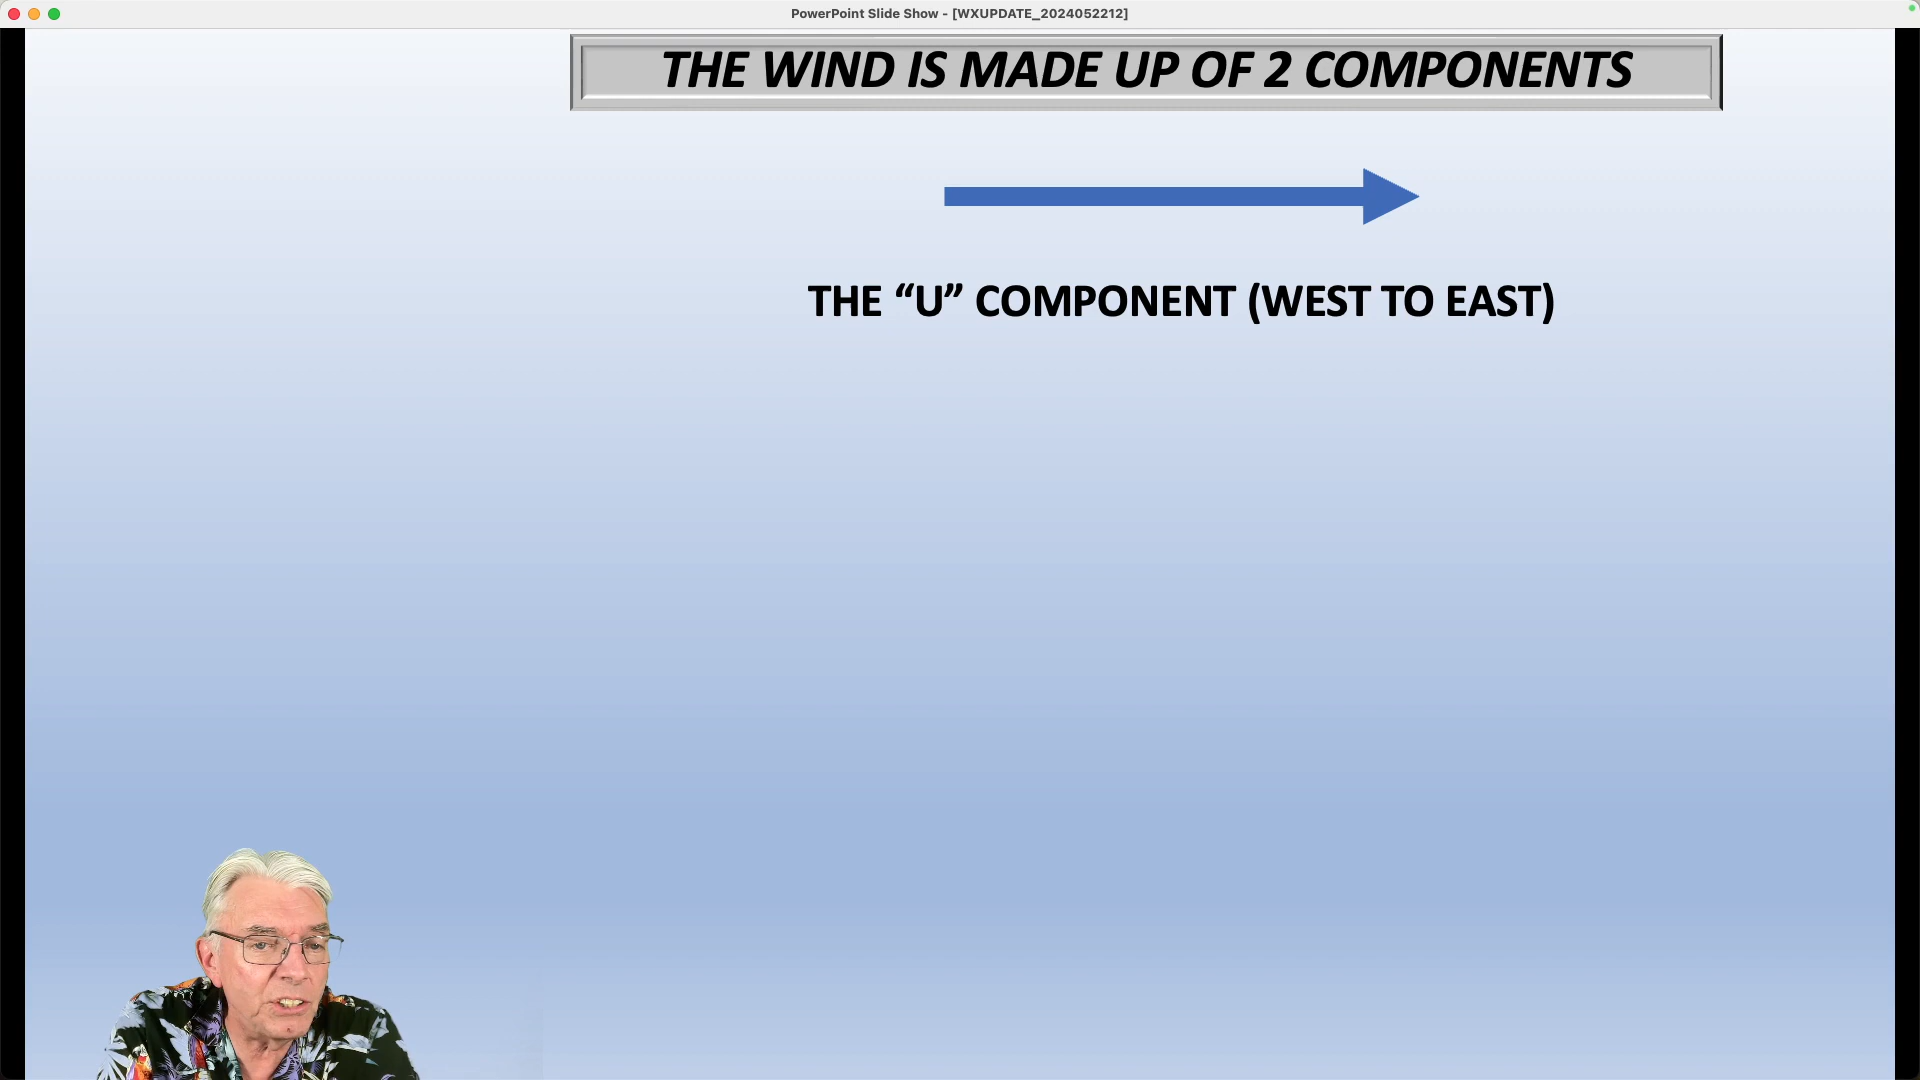 PowerPoint Slide Show - [WXUPDATE_2024052212]
THE WIND IS MADE UP OF 2 COMPONENTS
THE “U” COMPONENT (WEST TO EAST)